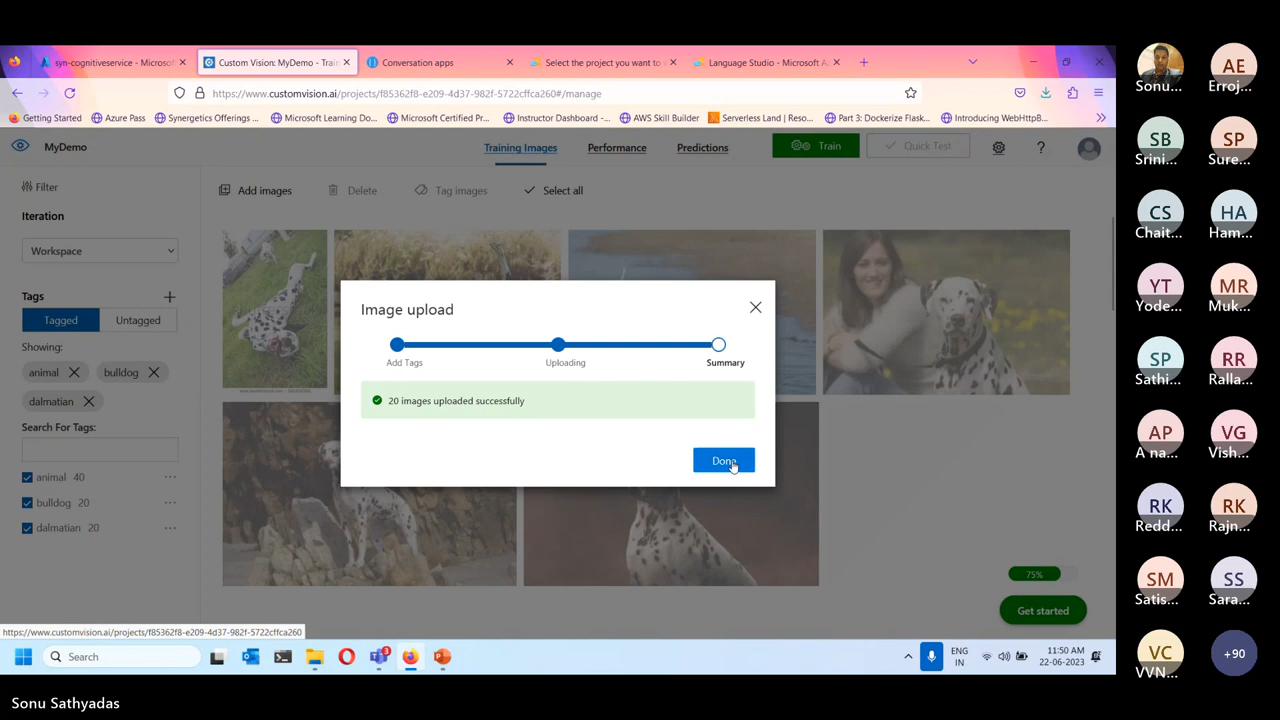 syn-cognitiveservice - Microsof
Custom Vision: MyDemo - Trai
Conversation apps
Select the project you want to
Language Studio - Microsoft A
https://www.customvision.ai/projects/f85362f8-e209-4d37-982f-5722cffca260#/manage
Getting Started
Azure Pass
Synergetics Offerings ...
Microsoft Learning Do...
Microsoft Certified Pr...
Instructor Dashboard -...
AWS Skill Builder
Serverless Land | Reso...
Part 3: Dockerize Flask...
Introducing WebHttpB...
MyDemo
Training Images
Performance
Predictions
Train
Quick Test
?
Filter
Add images
Delete
Tag images
Select all
Iteration
Workspace
Tags
Tagged
Untagged
Showing:
animal
bulldog
dalmatian
Search For Tags:
animal 40
bulldog 20
dalmatian 20
Image upload
Add Tags
Uploading
Summary
20 images uploaded successfully
Done
75%
Get started
https://www.customvision.ai/projects/f85362f8-e209-4d37-982f-5722cffca260
Search
3
ENG
IN
11:50 AM
22-06-2023
Sonu...
AE
Erroj...
SB
Srini...
SP
Sure...
CS
Chait...
HA
Ham...
YT
Yode...
MR
Muk...
SP
Sathi...
RR
Ralla...
AP
A na...
VG
Vish...
RK
Redd...
RK
Rajn...
SM
Satis...
SS
Sara...
VC
VVN...
+90
Sonu Sathyadas